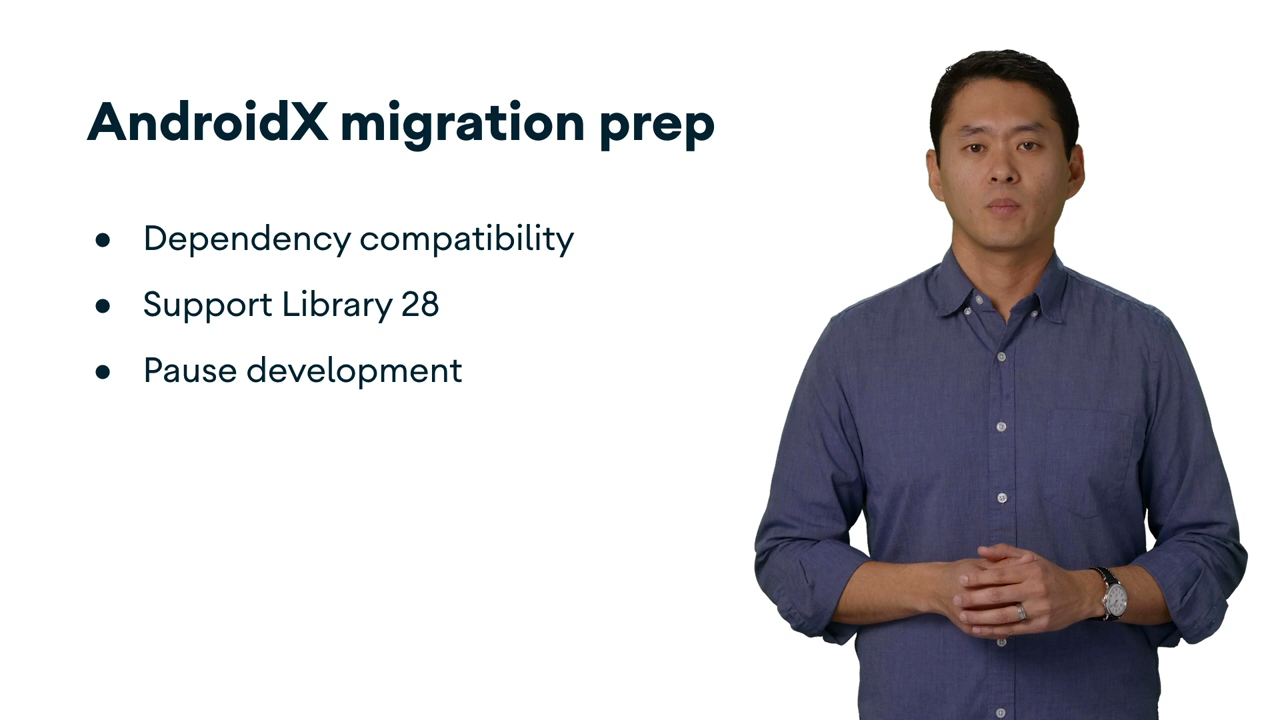 AndroidX migration prep
● Dependency compatibility
● Support Library 28
● Pause development